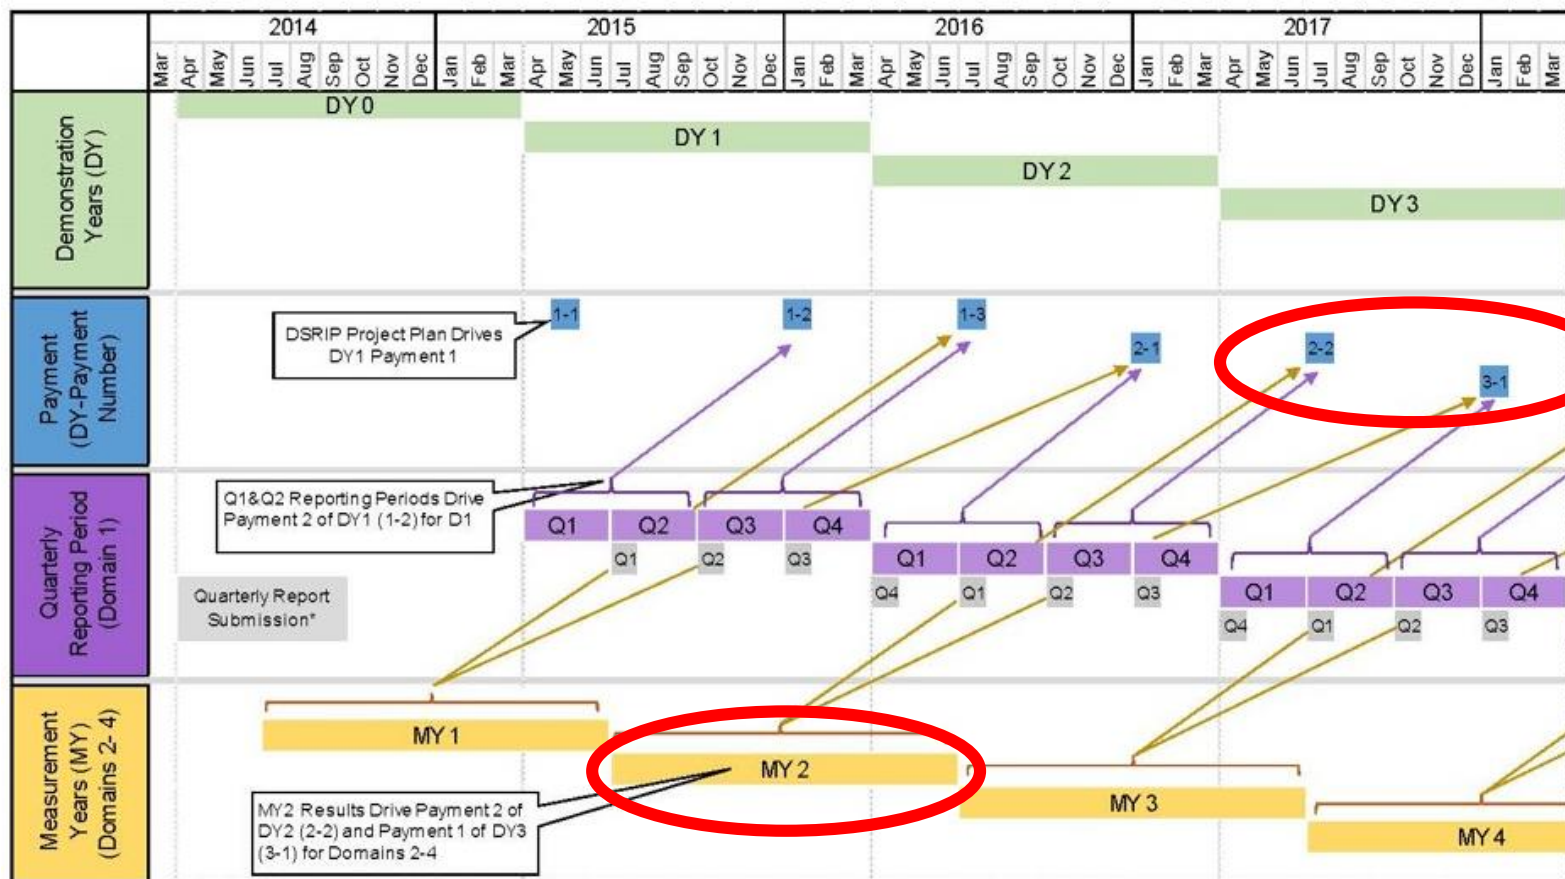 2014 2015 2016 2017
Mar Apr May Jun Jul Aug Sep Oct Nov Dec Jan Feb Mar Apr May Jun Jul Aug Sep Oct Nov Dec Jan Feb Mar Apr May Jun Jul Aug Sep Oct Nov Dec Jan Feb Mar Apr May Jun Jul Aug Sep Oct Nov Dec Jan Feb Mar
Demonstration
Years (DY)
DY 0
DY 1
DY 2
DY 3
Payment
(DY-Payment
Number)
1-1 1-2 1-3
DSRIP Project Plan Drives
DY1 Payment 1
2-1 2-2
3-1
Quarterly
Reporting Period
(Domain 1)
Q1&Q2 Reporting Periods Drive
Payment 2 of DY1 (1-2) for D1
Q1 Q2 Q3 Q4
Q1 Q2 Q3
Q1 Q2 Q3 Q4
Q4 Q1 Q2 Q3
Q1 Q2 Q3 Q4
Q4 Q1 Q2 Q3
Quarterly Report
Submission*
Measurement
Years (MY)
(Domains 2- 4)
MY 1
MY 2
MY 3
MY 4
MY2 Results Drive Payment 2 of
DY2 (2-2) and Payment 1 of DY3
(3-1) for Domains 2-4